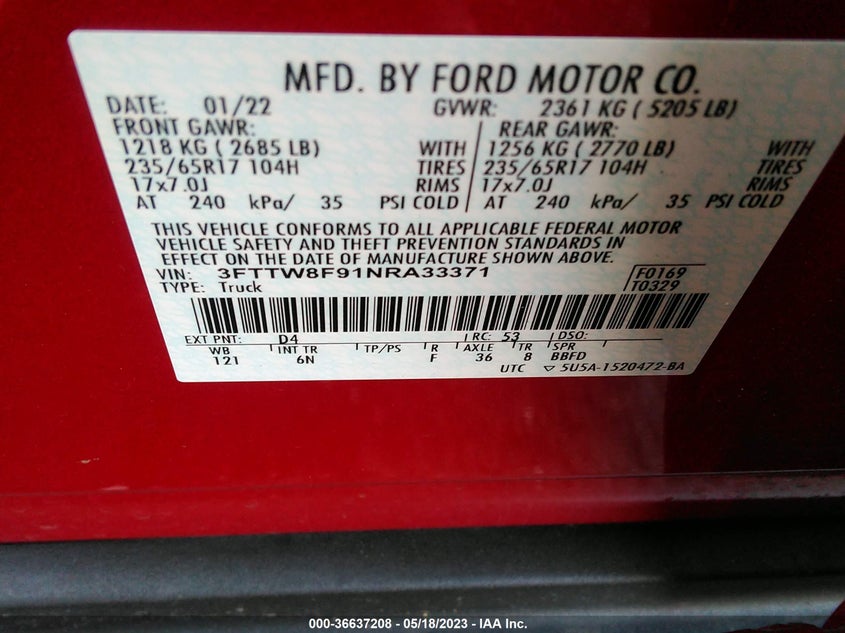 MFD. BY FORD MOTOR CO.
DATE: 01/22 GVWR: 2361 KG ( 5205 LB)
FRONT GAWR: REAR GAWR:
1218 KG ( 2685 LB) WITH 1256 KG ( 2770 LB) WITH
235/65R17 104H TIRES 235/65R17 104H TIRES
17x7.0J RIMS 17x7.0J RIMS
AT 240 kPa/ 35 PSI COLD AT 240 kPa/ 35 PSI COLD
THIS VEHICLE CONFORMS TO ALL APPLICABLE FEDERAL MOTOR
VEHICLE SAFETY AND THEFT PREVENTION STANDARDS IN
EFFECT ON THE DATE OF MANUFACTURE SHOWN ABOVE.
VIN: 3FTTW8F91NRA33371 F0169
TYPE: Truck T0329
EXT PNT: D4 RC: 53 DSO:
WB INT TR TP/PS R AXLE TR SPR
121 6N F 36 8 BBFD
UTC ▽ 5U5A-1520472-BA
000-36637208 - 05/18/2023 - IAA Inc.